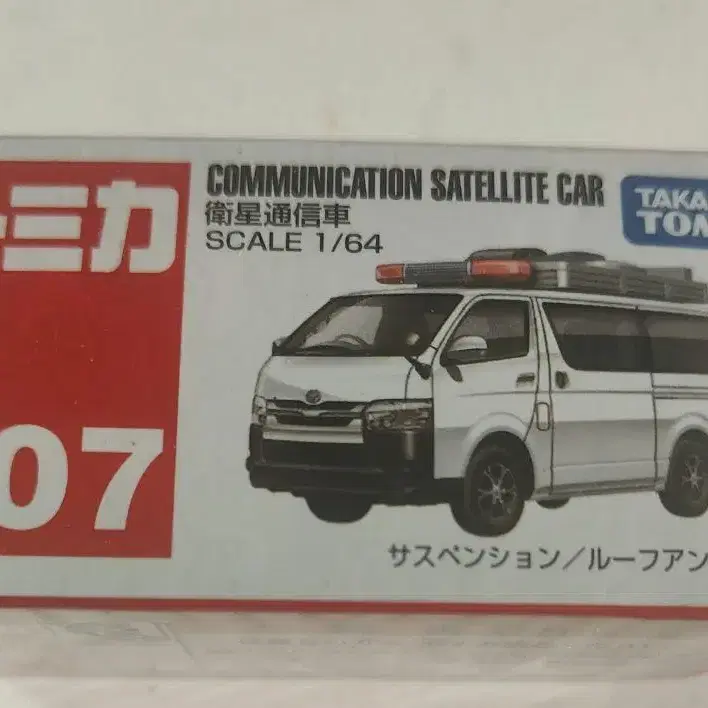 トミカ
COMMUNICATION SATELLITE CAR
衛星通信車
SCALE 1/64
TAKA
TOM
07
サスペンション/ルーフアン